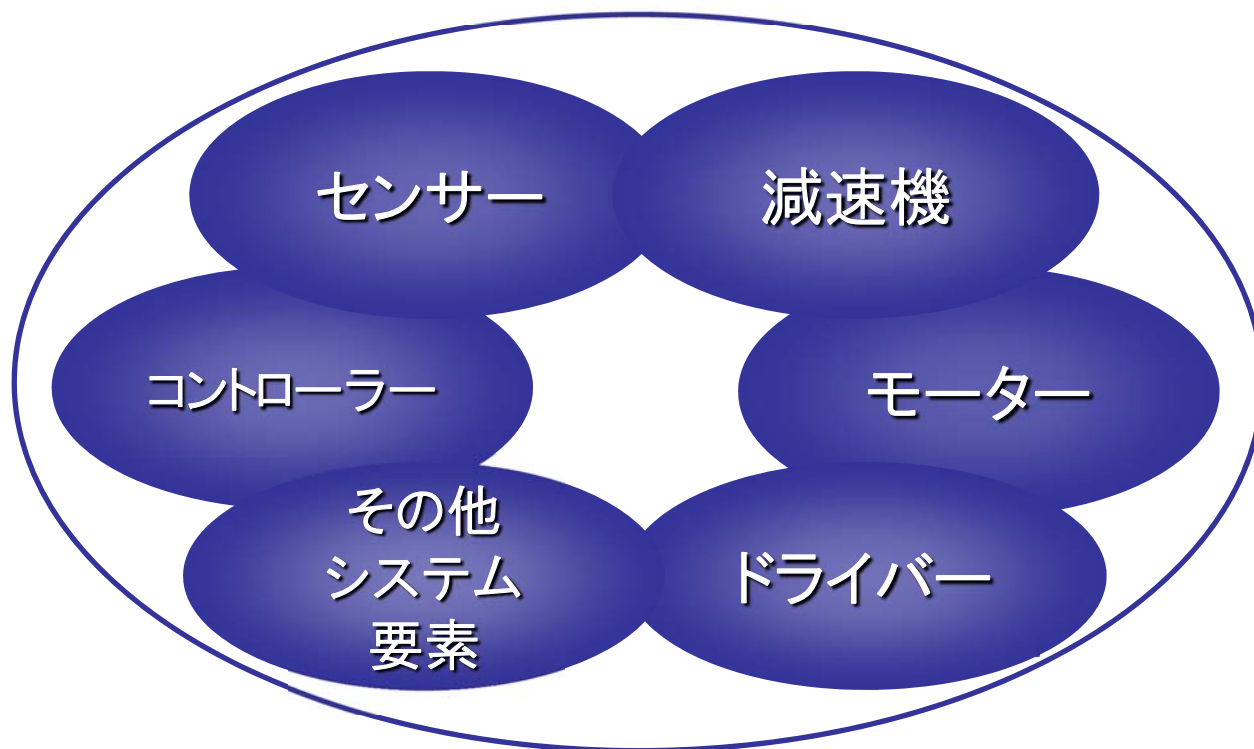 センサー
減速機
コントローラー
モーター
その他
システム
要素
ドライバー